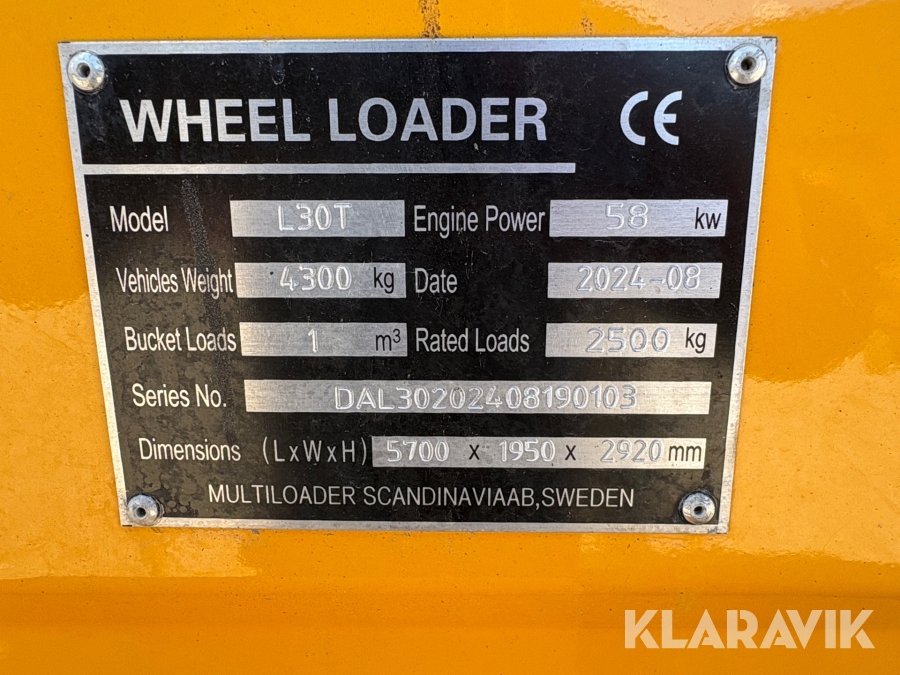 WHEEL LOADER CE
Model L30T Engine Power 58 kw
Vehicles Weight 4300 kg Date 2024-08
Bucket Loads 1 m³ Rated Loads 2500 kg
Series No. DAL30202408190103
Dimensions (LxWxH) 5700 x 1950 x 2920 mm
MULTILOADER SCANDINAVIAAB,SWEDEN
KLARAVIK